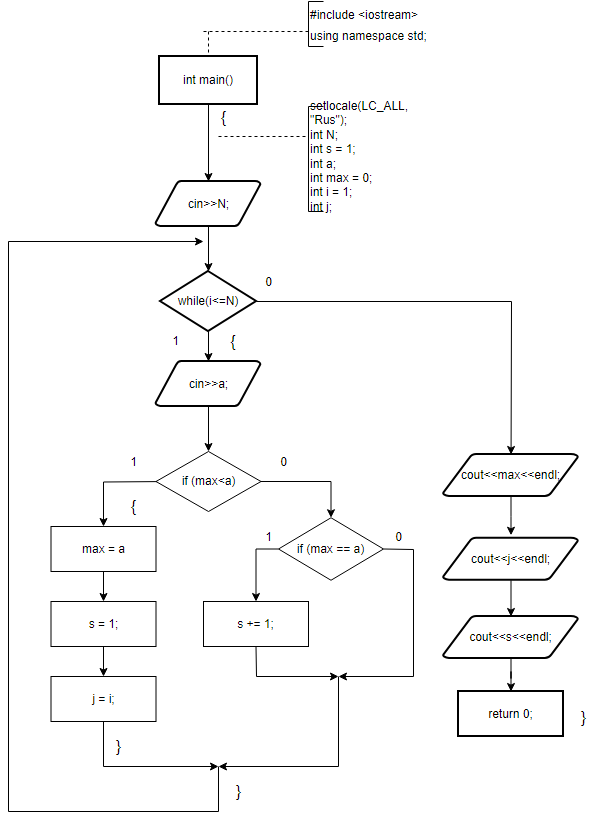 #include <iostream>
using namespace std;
int main()
{
setlocale(LC_ALL,
"Rus");
int N;
int s = 1;
int a;
int max = 0;
int i = 1;
int j;
cin>>N;
while(i<=N)
0
1
{
cin>>a;
if (max<a)
1
0
{
max = a
s = 1;
j = i;
}
if (max == a)
1
0
s += 1;
}
cout<<max<<endl;
cout<<j<<endl;
cout<<s<<endl;
return 0;
}